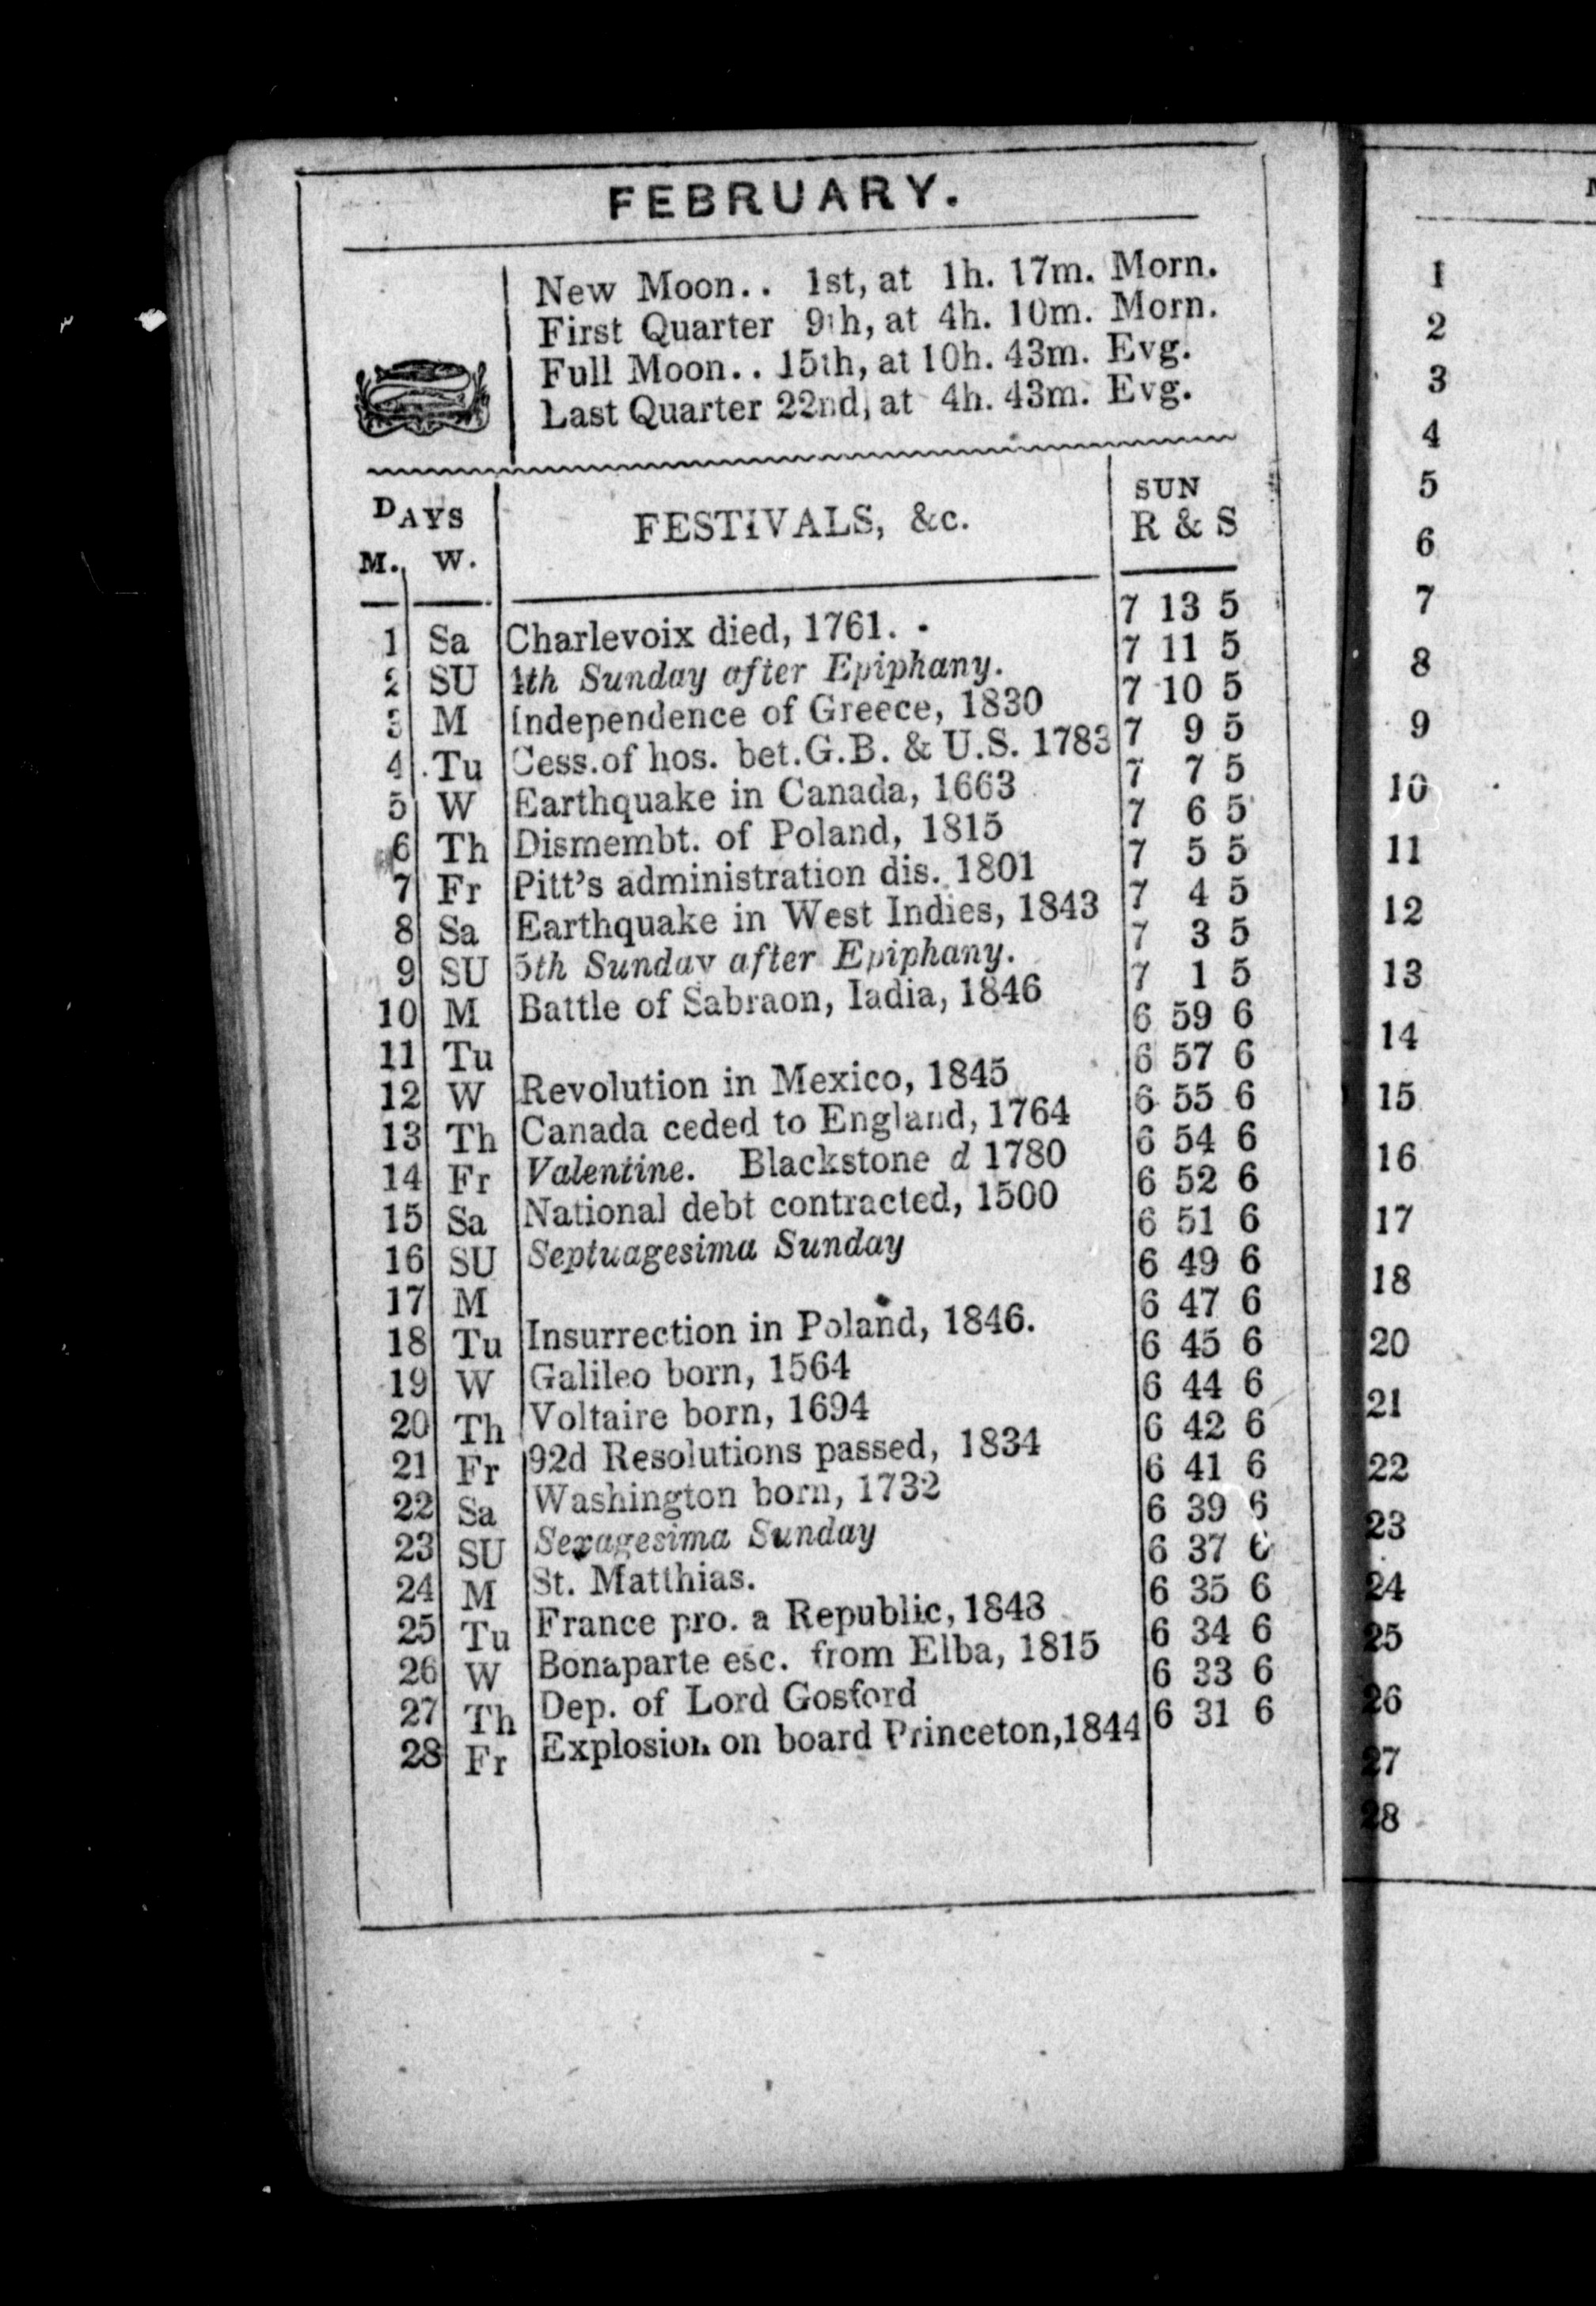 FEBRUARY.
New Moon.. 1st, at 1h. 17m. Morn.
First Quarter 9th, at 4h. 10m. Morn.
Full Moon.. 15th, at 10h. 43m. Evg.
Last Quarter 22nd, at 4h. 43m. Evg.
DAYS
M. W.
FESTIVALS, &c.
SUN
R & S
1 Sa Charlevoix died, 1761. 7 13 5
2 SU 4th Sunday after Epiphany. 7 11 5
3 M Independence of Greece, 1830 7 10 5
4 Tu Cess.of hos. bet.G.B. & U.S. 1783 7 9 5
5 W Earthquake in Canada, 1663 7 7 5
6 Th Dismembt. of Poland, 1815 7 6 5
7 Fr Pitt's administration dis. 1801 7 5 5
8 Sa Earthquake in West Indies, 1843 7 4 5
9 SU 5th Sunday after Epiphany. 7 3 5
10 M Battle of Sabraon, Iadia, 1846 7 1 5
11 Tu 6 59 6
12 W Revolution in Mexico, 1845 6 57 6
13 Th Canada ceded to England, 1764 6 55 6
14 Fr Valentine. Blackstone d 1780 6 54 6
15 Sa National debt contracted, 1500 6 52 6
16 SU Septuagesima Sunday 6 51 6
17 M 6 49 6
18 Tu Insurrection in Poland, 1846. 6 47 6
19 W Galileo born, 1564 6 45 6
20 Th Voltaire born, 1694 6 44 6
21 Fr 92d Resolutions passed, 1834 6 42 6
22 Sa Washington born, 1732 6 41 6
23 SU Sexagesima Sunday 6 39 6
24 M St. Matthias. 6 37 6
25 Tu France pro. a Republic, 1848 6 35 6
26 W Bonaparte esc. from Elba, 1815 6 34 6
27 Th Dep. of Lord Gosford 6 33 6
28 Fr Explosion on board Princeton,1844 6 31 6
1
2
3
4
5
6
7
8
9
10
11
12
13
14
15
16
17
18
20
21
22
23
24
25
26
27
28